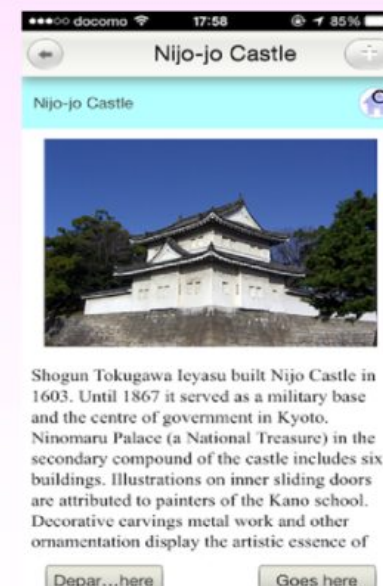 docomo 17:58 85%
Nijo-jo Castle
Nijo-jo Castle
Shogun Tokugawa Ieyasu built Nijo Castle in
1603. Until 1867 it served as a military base
and the centre of government in Kyoto.
Ninomaru Palace (a National Treasure) in the
secondary compound of the castle includes six
buildings. Illustrations on inner sliding doors
are attributed to painters of the Kano school.
Decorative carvings metal work and other
ornamentation display the artistic essence of
Depar...here Goes here